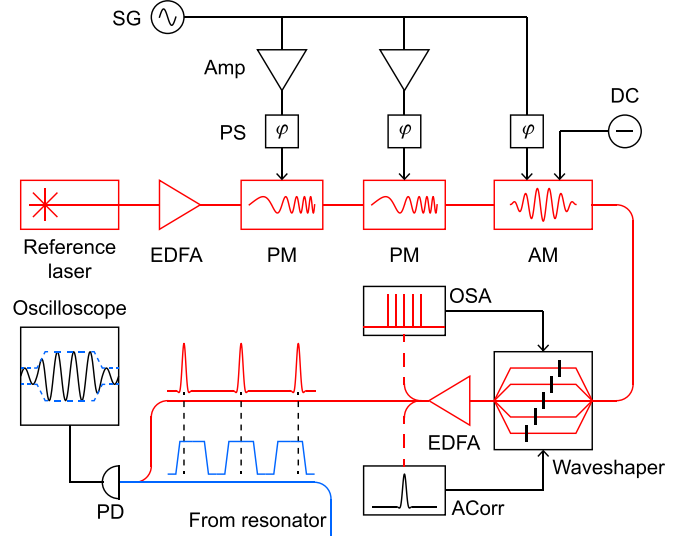 SG
Amp
DC
PS
φ
φ
φ
Reference
laser
EDFA
PM
PM
AM
Oscilloscope
OSA
EDFA
Waveshaper
ACorr
PD
From resonator